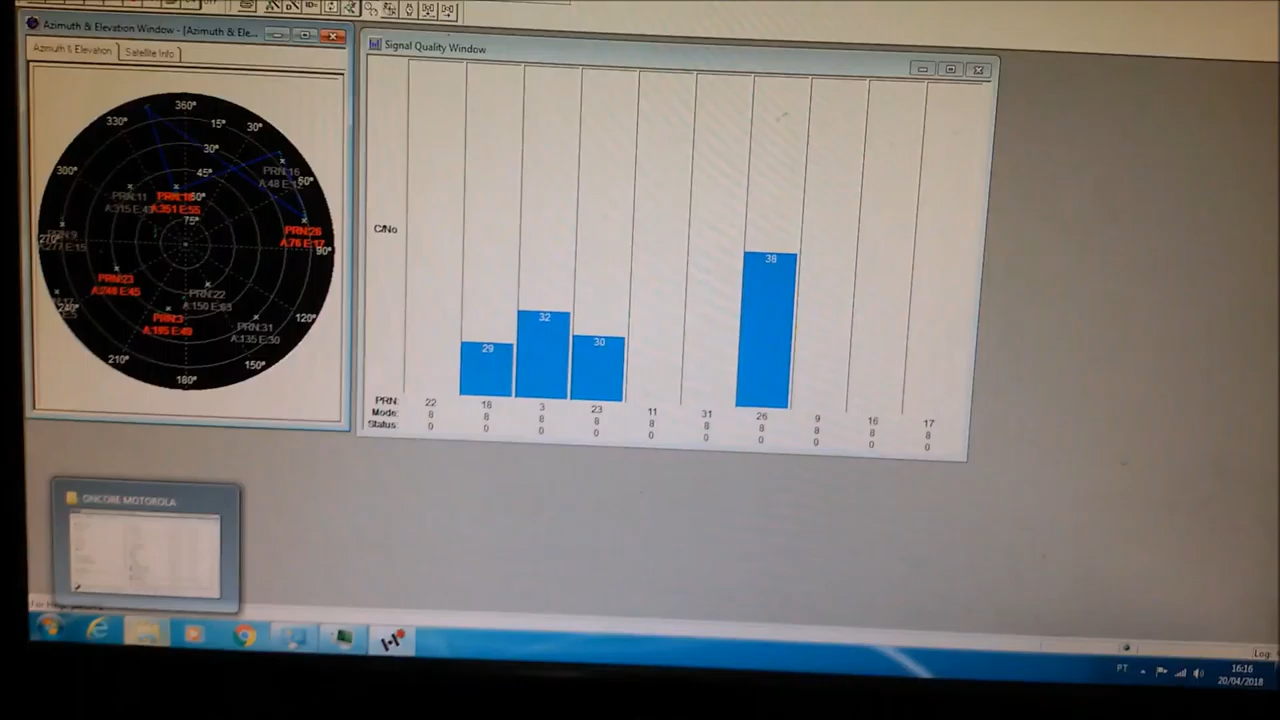 Azimuth & Elevation Window - [Azimuth & Ele...
Azimuth & Elevation
Satellite Info
360°
15°
30°
330°
30°
45°
300°
60°
60°
75°
90°
120°
150°
180°
210°
240°
PRN:16
PRN:11
PRN:26
A:76 E:17
PRN:9
A:277 E:15
PRN:23
A:248 E:45
PRN:22
A:150 E:63
PRN:3
PRN:31
A:135 E:30
A:351 E:55
Signal Quality Window
C/No
29
32
30
38
PRN: 22 18 3 23 11 31 26 9 16 17
Mode: 8 8 8 8 8 8 8 8 8 8
Status: 0 0 0 0 0 0 0 0 0 0
ONCORE MOTOROLA
Log:
PT
16:16
20/04/2018